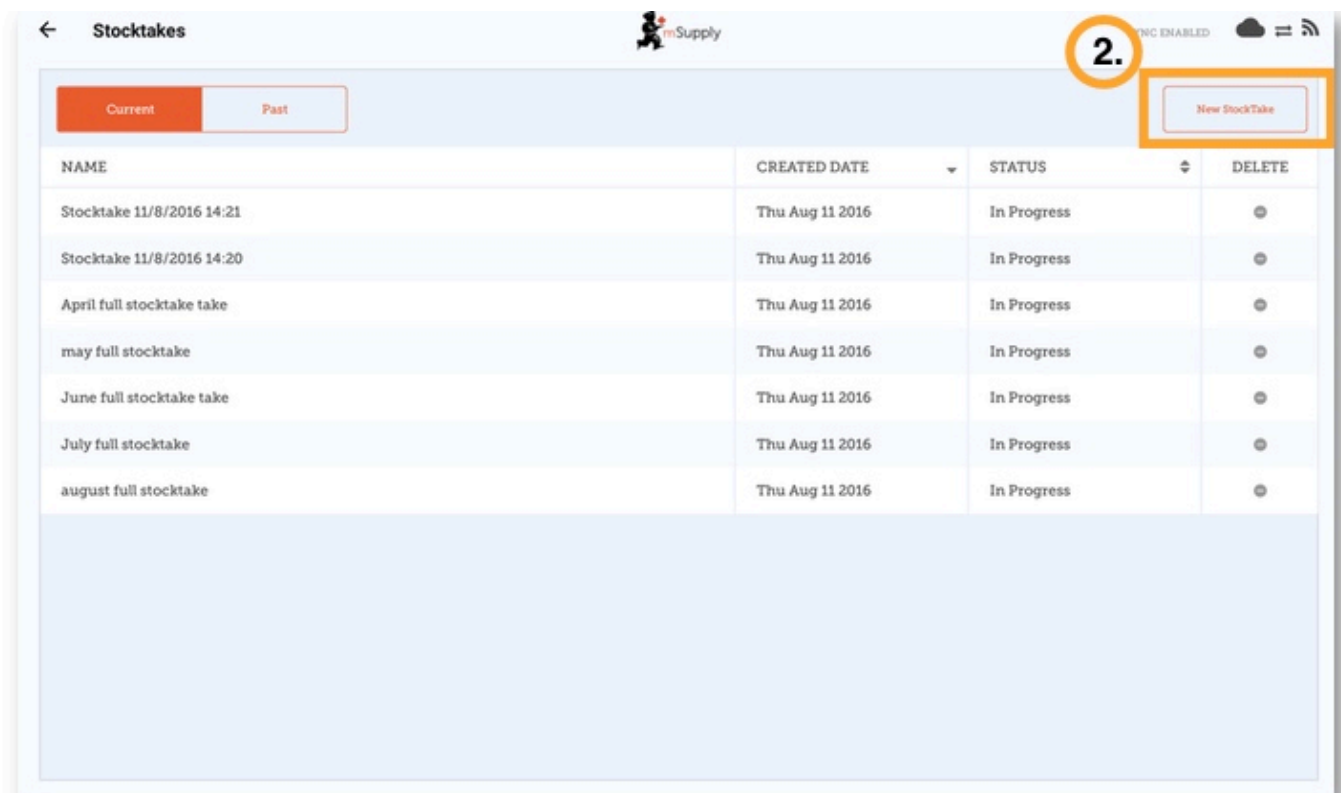 Stocktakes
mSupply
2.
YNC ENABLED
Current
Past
New StockTake
NAME
CREATED DATE
STATUS
DELETE
Stocktake 11/8/2016 14:21
Thu Aug 11 2016
In Progress
Stocktake 11/8/2016 14:20
Thu Aug 11 2016
In Progress
April full stocktake take
Thu Aug 11 2016
In Progress
may full stocktake
Thu Aug 11 2016
In Progress
June full stocktake take
Thu Aug 11 2016
In Progress
July full stocktake
Thu Aug 11 2016
In Progress
august full stocktake
Thu Aug 11 2016
In Progress